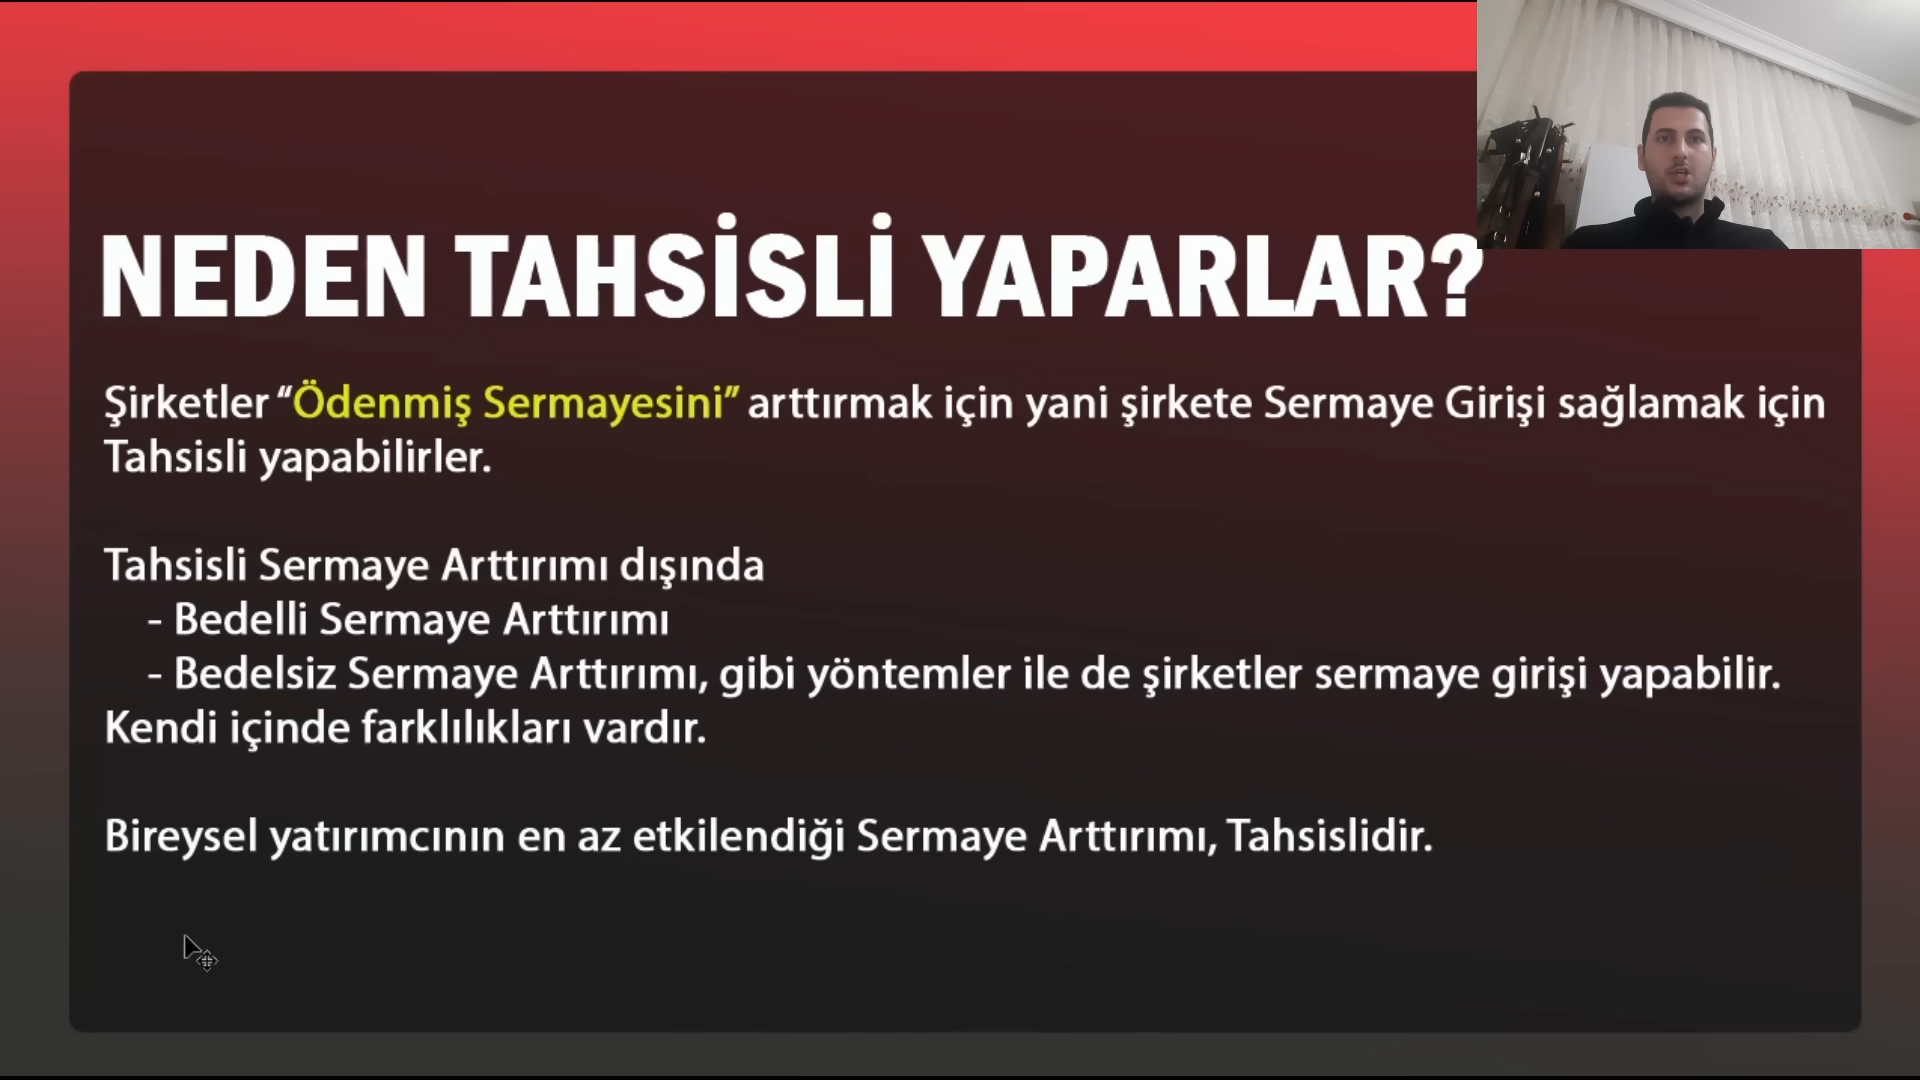 NEDEN TAHSİSLİ YAPARLAR?
Şirketler “Ödenmiş Sermayesini” arttırmak için yani şirkete Sermaye Girişi sağlamak için
Tahsisli yapabilirler.
Tahsisli Sermaye Arttırımı dışında
- Bedelli Sermaye Arttırımı
- Bedelsiz Sermaye Arttırımı, gibi yöntemler ile de şirketler sermaye girişi yapabilir.
Kendi içinde farklılıkları vardır.
Bireysel yatırımcının en az etkilendiği Sermaye Arttırımı, Tahsislidir.